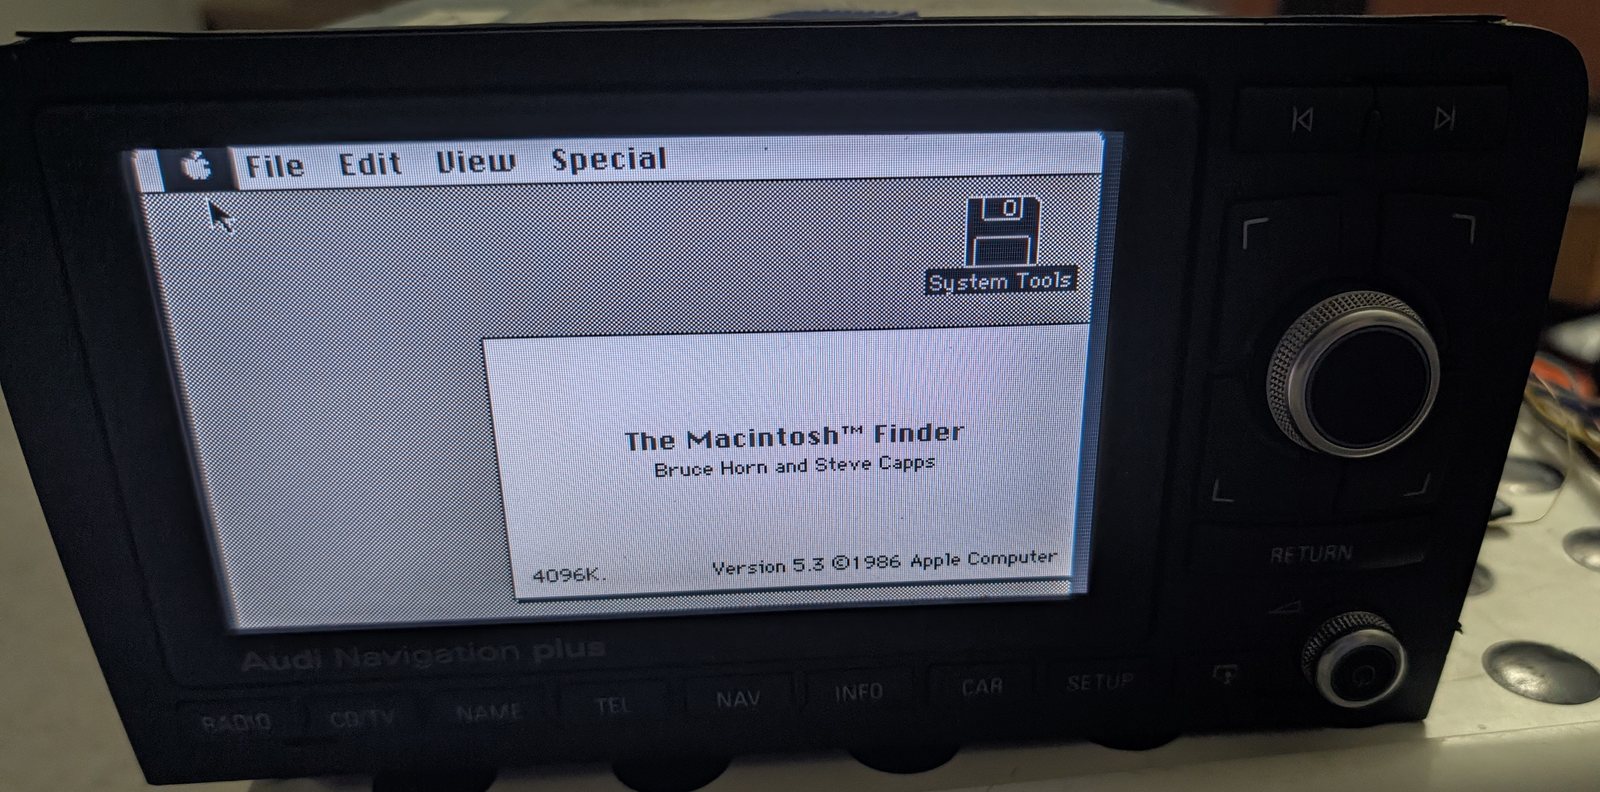 File Edit View Special
0
System Tools
The Macintosh™ Finder
Bruce Horn and Steve Capps
4096K.
Version 5.3 ©1986 Apple Computer
RETURN
Audi Navigation plus
RADIO CD/TV NAME TEL NAV INFO CAR SETUP